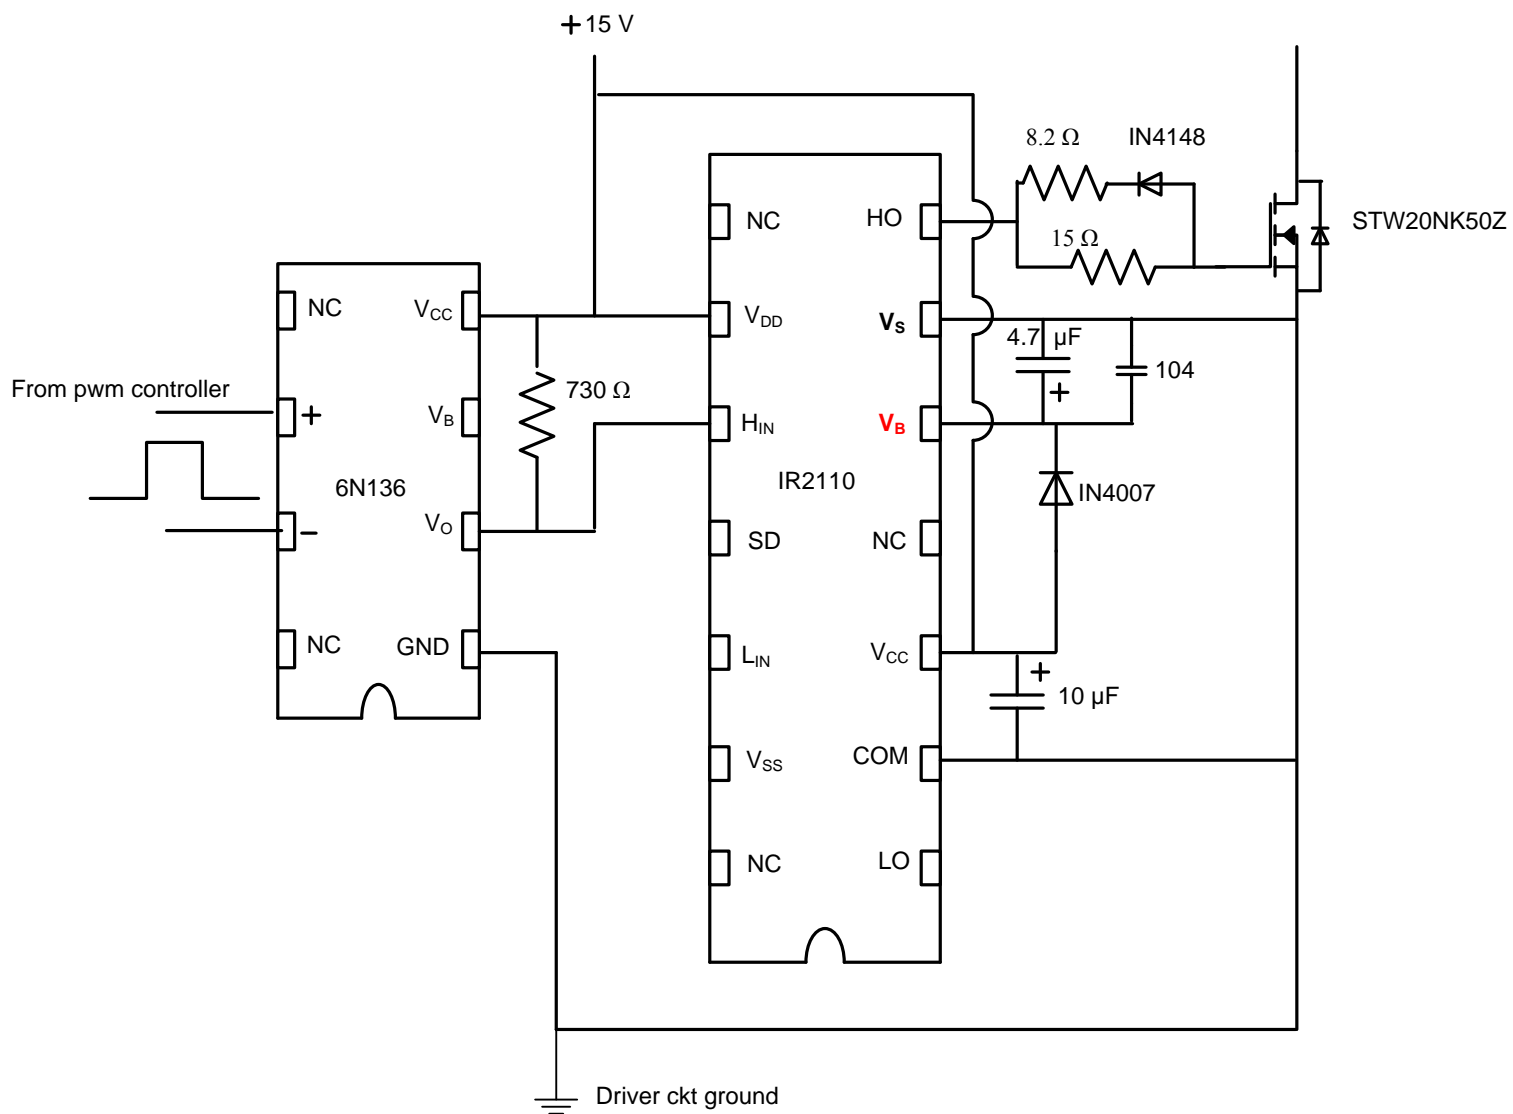 + 15 V
8.2 Ω
IN4148
NC
HO
STW20NK50Z
15 Ω
NC
VCC
VDD
VS
4.7 µF
104
From pwm controller
730 Ω
+
VB
HIN
VB
+
6N136
IR2110
IN4007
-
VO
SD
NC
NC
GND
LIN
VCC
+
10 µF
VSS
COM
NC
LO
Driver ckt ground